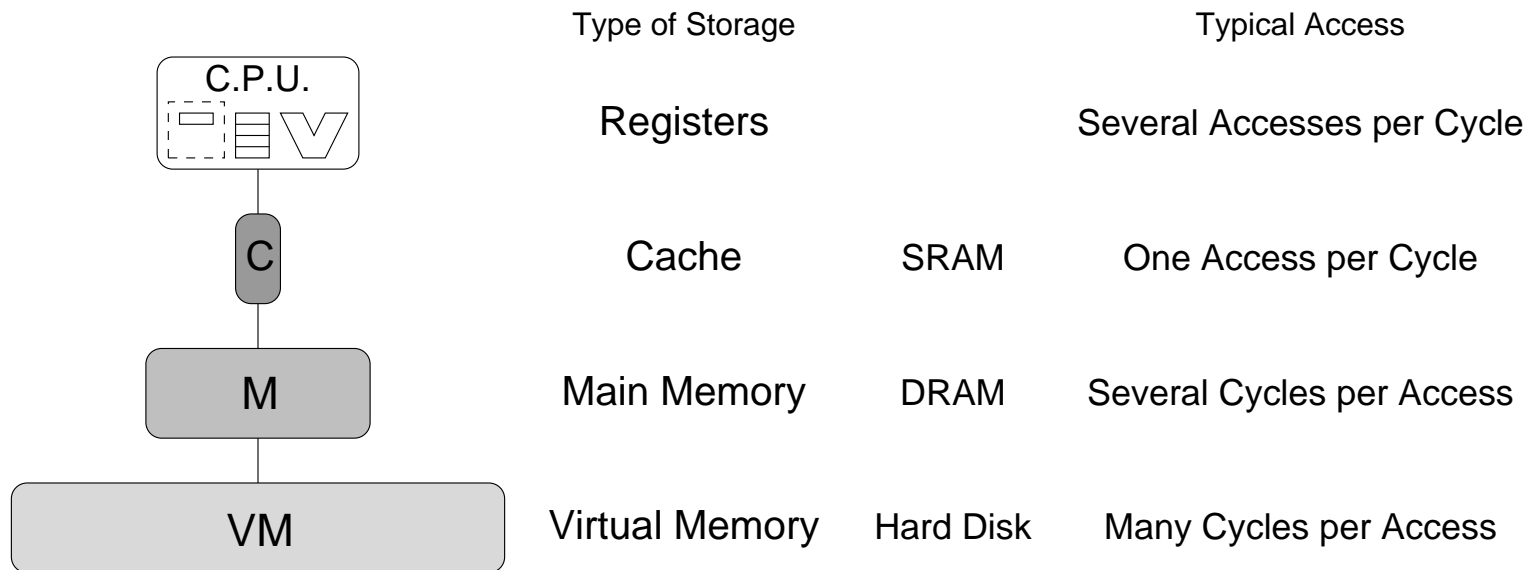 Type of Storage Typical Access
C.P.U.
Registers Several Accesses per Cycle
C Cache SRAM One Access per Cycle
M Main Memory DRAM Several Cycles per Access
VM Virtual Memory Hard Disk Many Cycles per Access